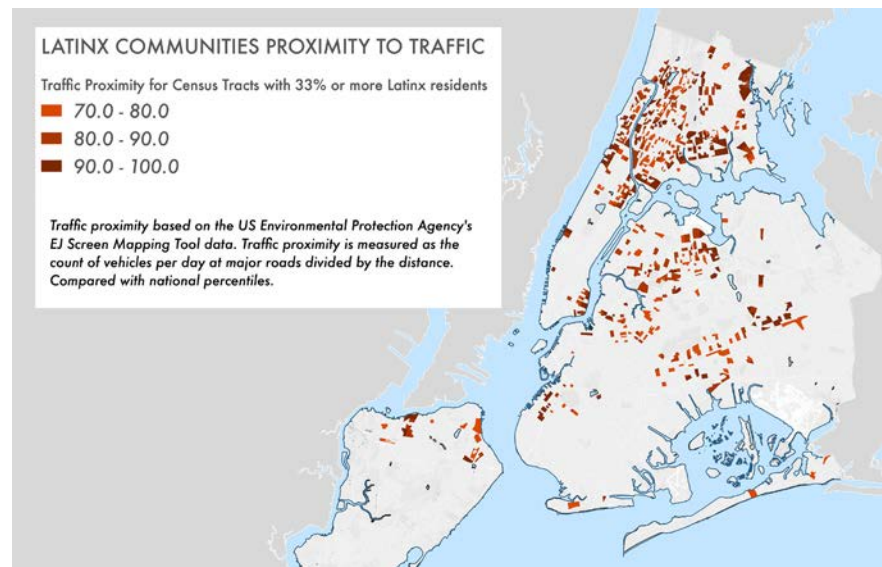 LATINX COMMUNITIES PROXIMITY TO TRAFFIC
Traffic Proximity for Census Tracts with 33% or more Latinx residents
70.0 - 80.0
80.0 - 90.0
90.0 - 100.0
Traffic proximity based on the US Environmental Protection Agency's
EJ Screen Mapping Tool data. Traffic proximity is measured as the
count of vehicles per day at major roads divided by the distance.
Compared with national percentiles.